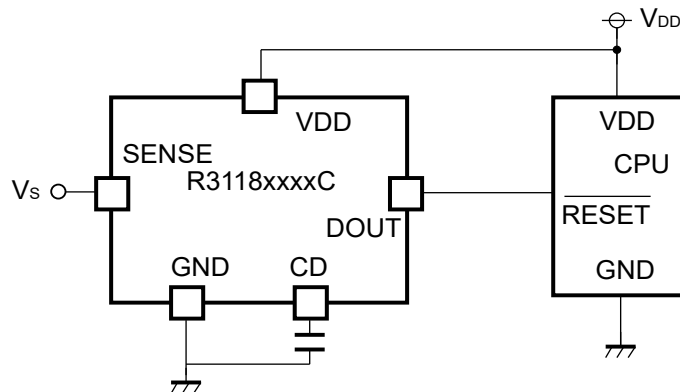 VDD
VDD
VDD
SENSE
CPU
R3118xxxxC
Vs
RESET
DOUT
GND
CD
GND